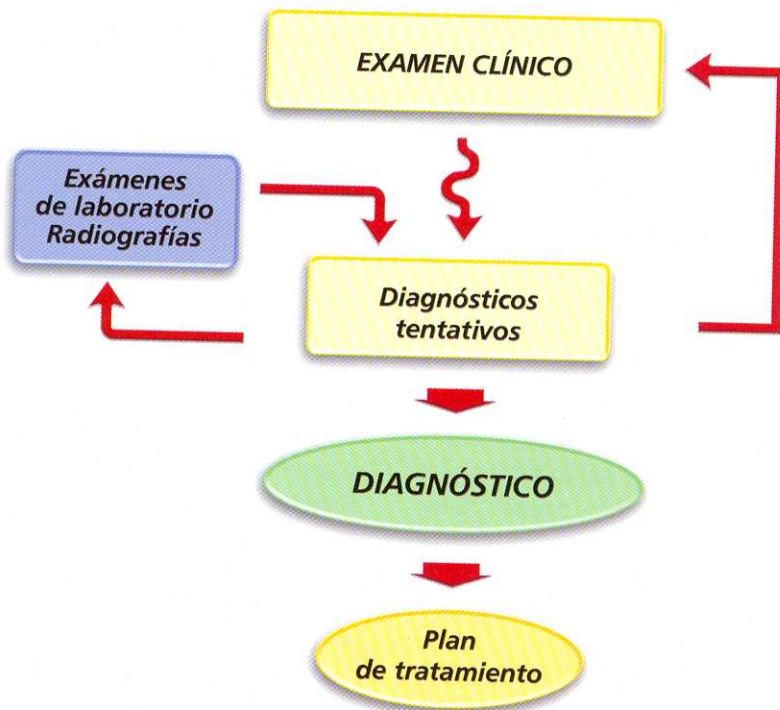 EXAMEN CLÍNICO
Exámenes
de laboratorio
Radiografías
Diagnósticos
tentativos
DIAGNÓSTICO
Plan
de tratamiento